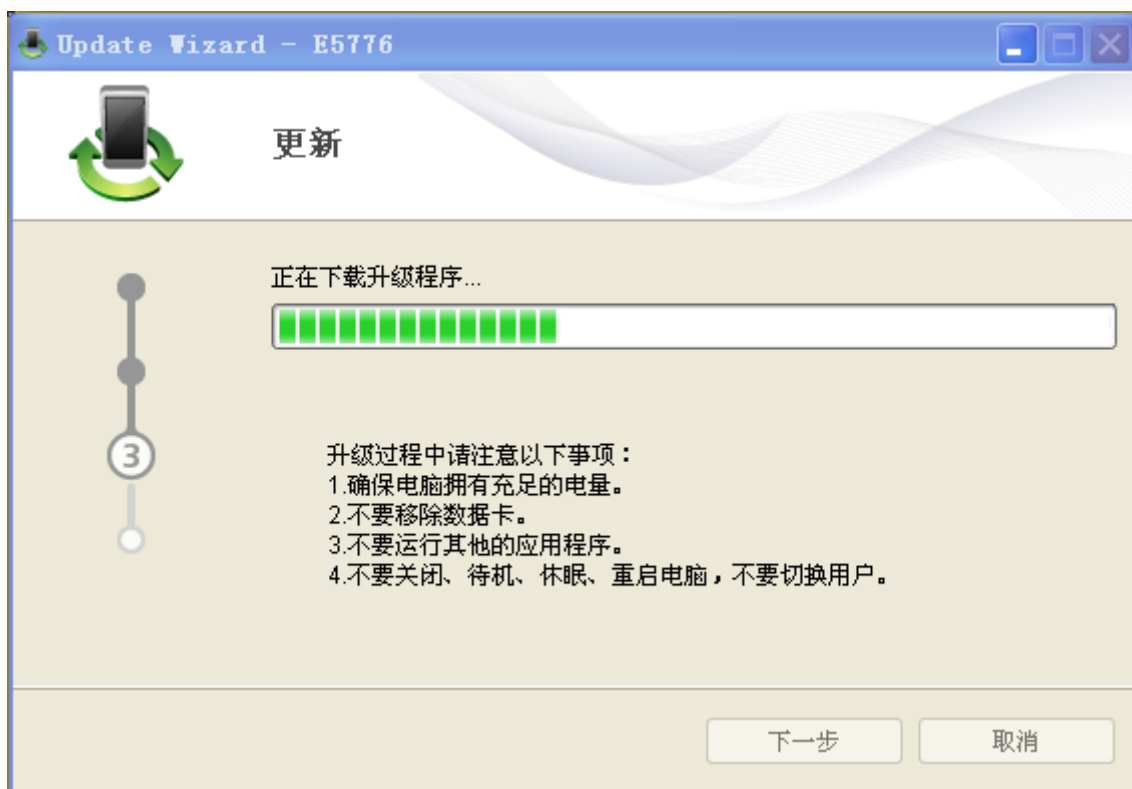 Update Wizard - E5776
更新
正在下载升级程序...
3
升级过程中请注意以下事项：
1.确保电脑拥有充足的电量。
2.不要移除数据卡。
3.不要运行其他的应用程序。
4.不要关闭、待机、休眠、重启电脑，不要切换用户。
下一步
取消